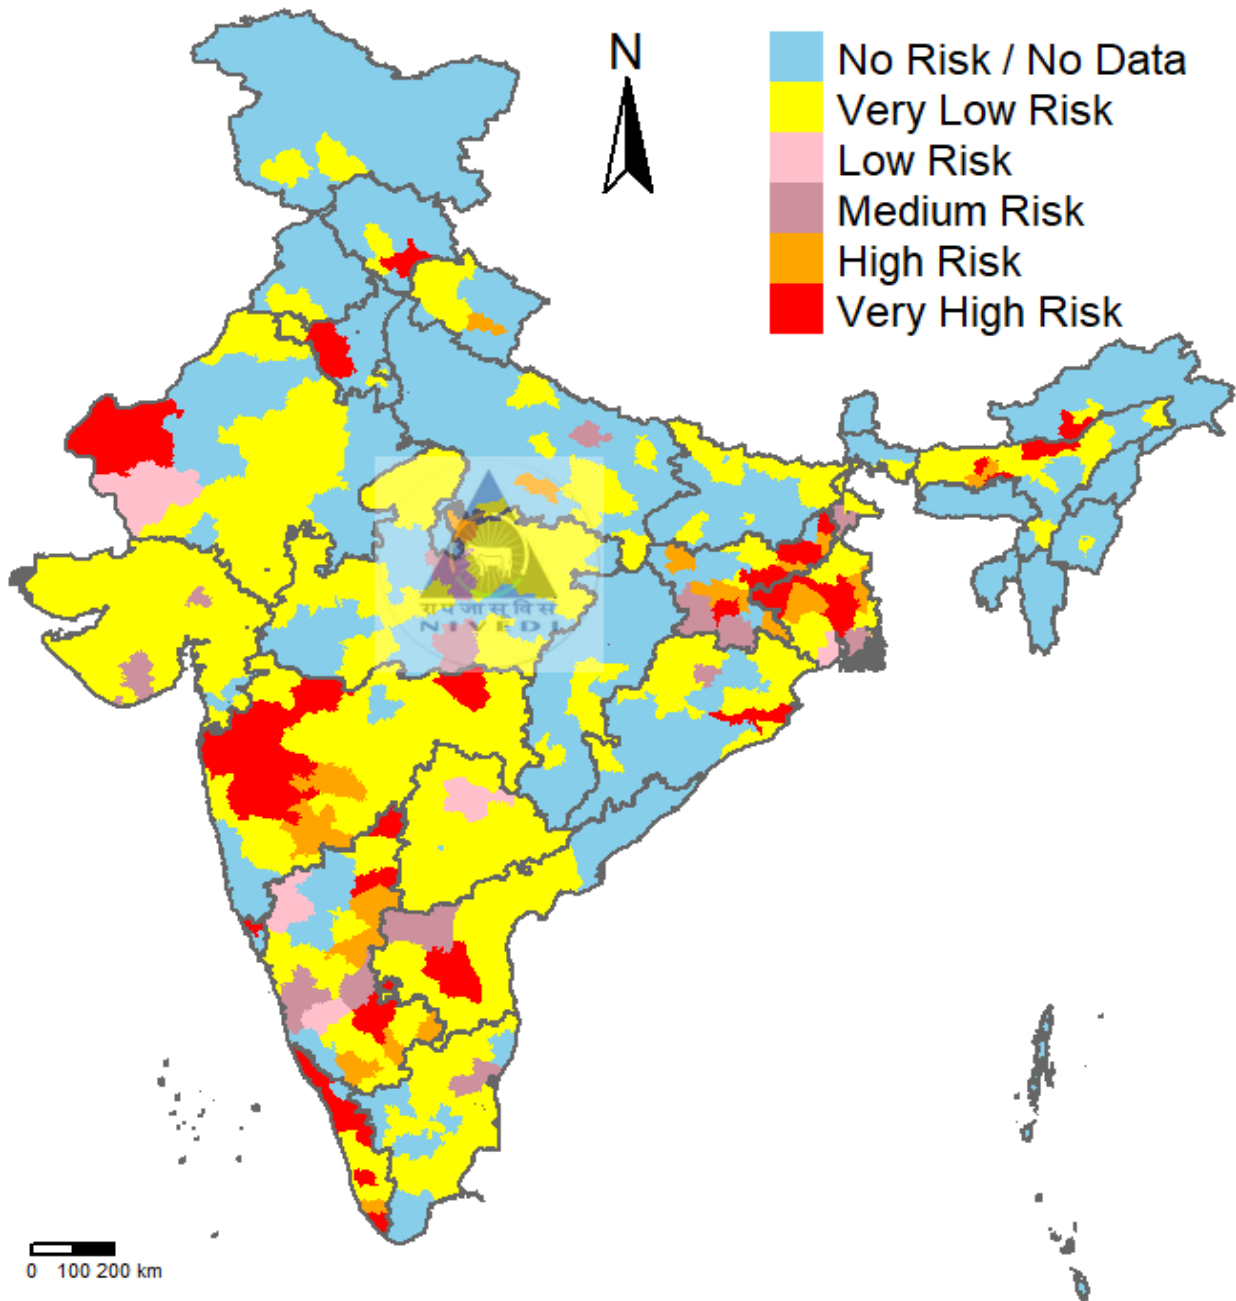 N
No Risk / No Data
Very Low Risk
Low Risk
Medium Risk
High Risk
Very High Risk
NIVEDI
0 100 200 km